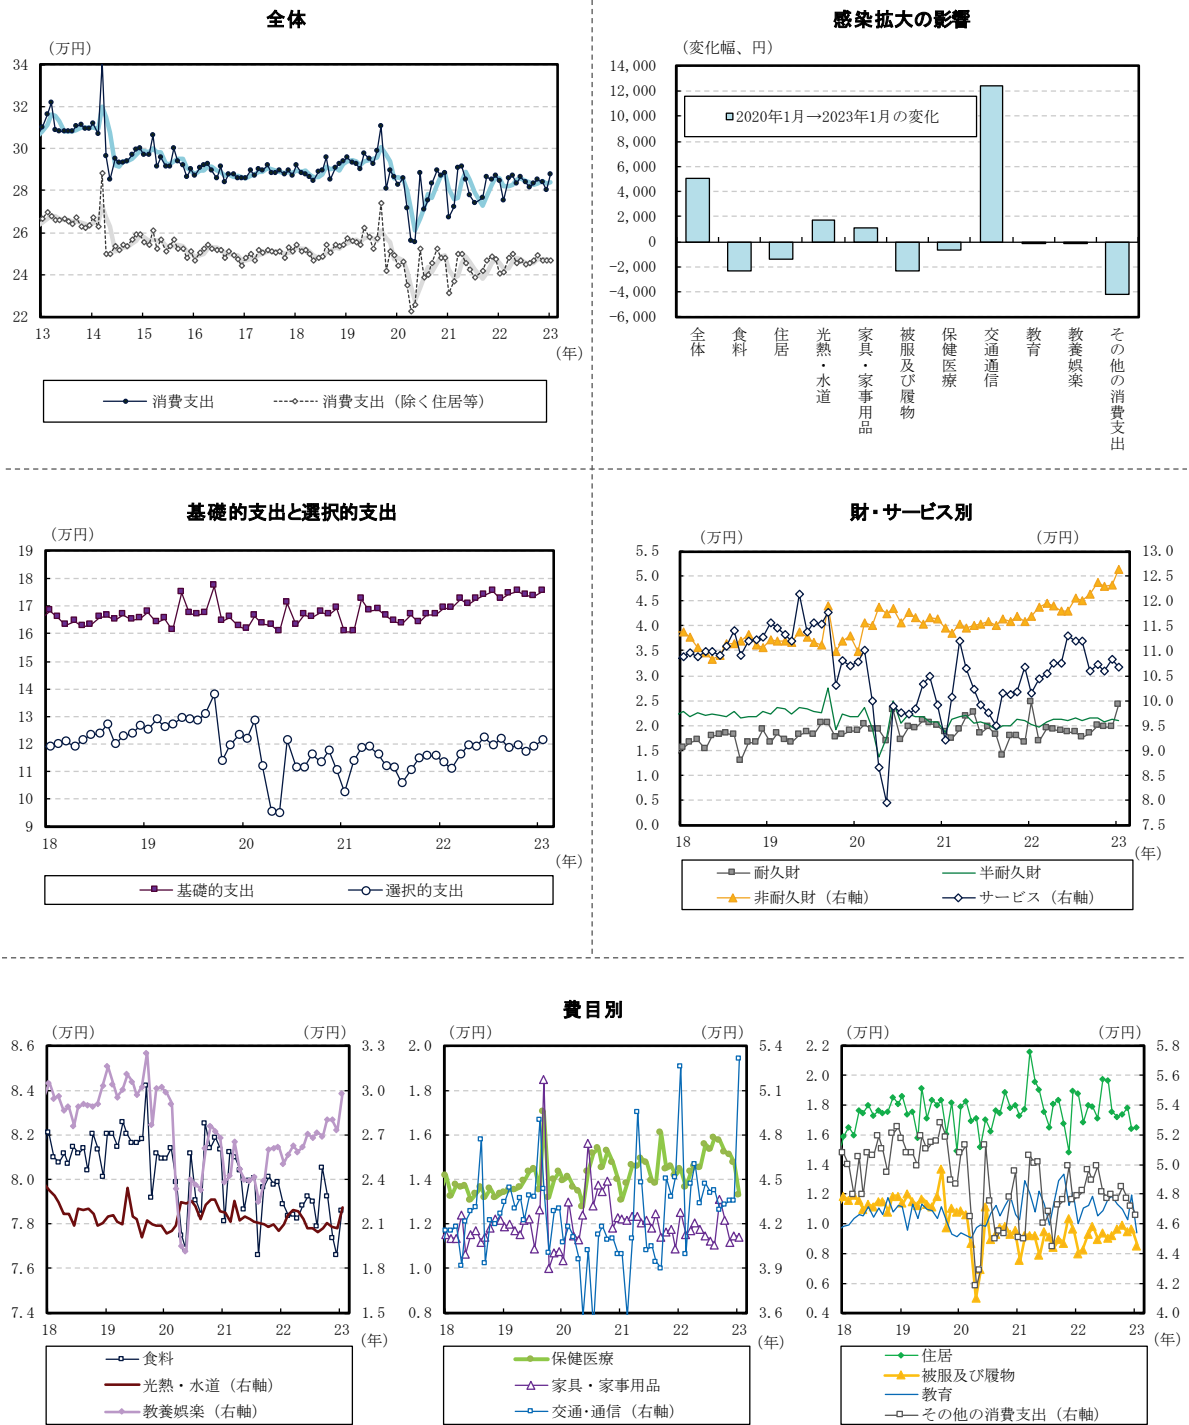 全体
（万円）
34
32
30
28
26
24
22
13 14 15 16 17 18 19 20 21 22 23
（年）
消費支出 消費支出（除く住居等）
感染拡大の影響
（変化幅、円）
14,000
12,000
10,000
8,000
6,000
4,000
2,000
0
-2,000
-4,000
-6,000
2020年1月→2023年1月の変化
全体
食料
住居
光熱・水道
家具・家事用品
被服及び履物
保健医療
交通通信
教育
教養娯楽
その他の消費支出
基礎的支出と選択的支出
（万円）
19
18
17
16
15
14
13
12
11
10
9
18 19 20 21 22 23
（年）
基礎的支出 選択的支出
財・サービス別
（万円） （万円）
5.5 13.0
5.0 12.5
4.5 12.0
4.0 11.5
3.5 11.0
3.0 10.5
2.5 10.0
2.0 9.5
1.5 9.0
1.0 8.5
0.5 8.0
0.0 7.5
18 19 20 21 22 23
（年）
耐久財 半耐久財
非耐久財（右軸） サービス（右軸）
費目別
（万円） （万円）
8.6 3.3
8.4 3.0
8.2 2.7
8.0 2.4
7.8 2.1
7.6 1.8
7.4 1.5
18 19 20 21 22 23
（年）
食料
光熱・水道（右軸）
教養娯楽（右軸）
（万円） （万円）
2.0 5.4
1.8 5.1
1.6 4.8
1.4 4.5
1.2 4.2
1.0 3.9
0.8 3.6
18 19 20 21 22 23
（年）
保健医療
家具・家事用品
交通・通信（右軸）
（万円） （万円）
2.2 5.8
2.0 5.6
1.8 5.4
1.6 5.2
1.4 5.0
1.2 4.8
1.0 4.6
0.8 4.4
0.6 4.2
0.4 4.0
18 19 20 21 22 23
（年）
住居
被服及び履物
教育
その他の消費支出（右軸）